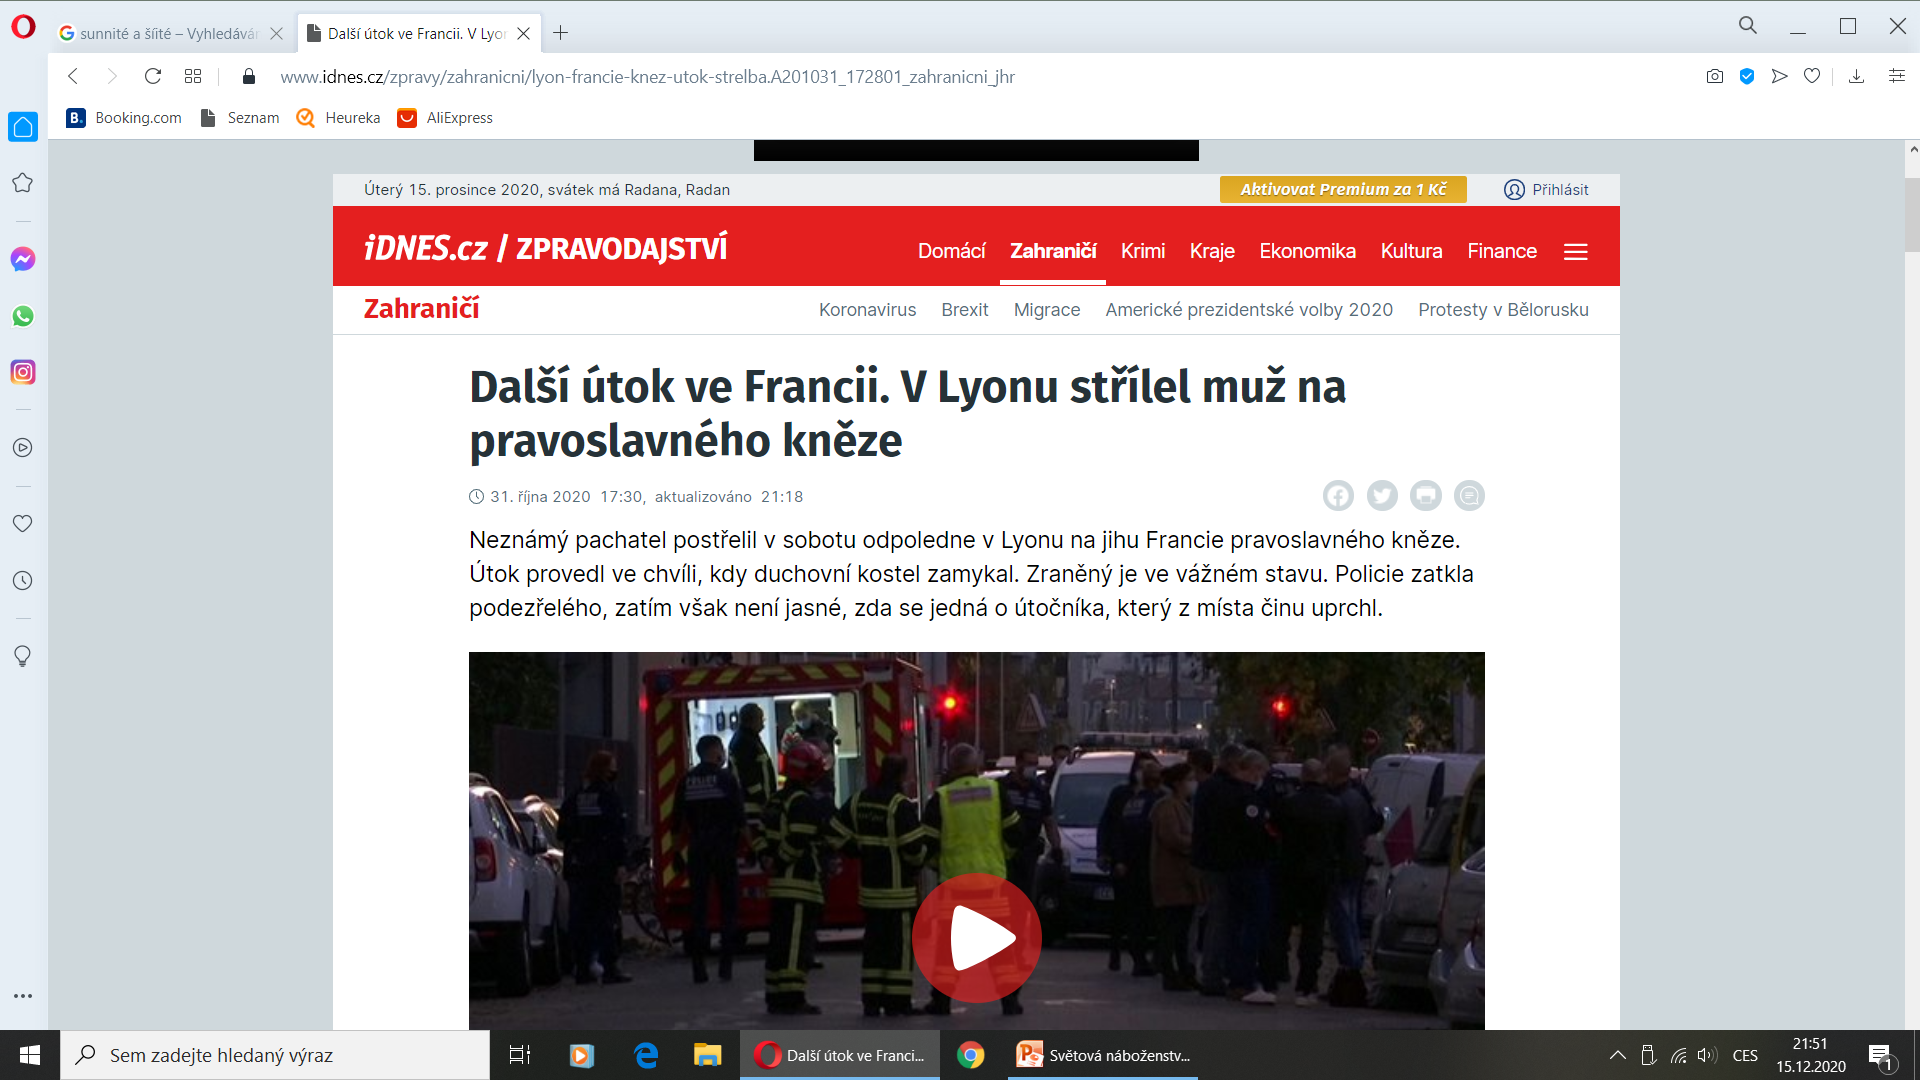 sunnité a šíité – Vyhledáván
Další útok ve Francii. V Lyon
www.idnes.cz/zpravy/zahranicni/lyon-francie-knez-utok-strelba.A201031_172801_zahranicni_jhr
B. Booking.com Seznam Heureka AliExpress
Úterý 15. prosince 2020, svátek má Radana, Radan
Aktivovat Premium za 1 Kč
Přihlásit
iDNES.cz / ZPRAVODAJSTVÍ
Domácí Zahraničí Krimi Kraje Ekonomika Kultura Finance
Zahraničí
Koronavirus Brexit Migrace Americké prezidentské volby 2020 Protesty v Bělorusku
Další útok ve Francii. V Lyonu střílel muž na
pravoslavného kněze
31. října 2020 17:30, aktualizováno 21:18
Neznámý pachatel postřelil v sobotu odpoledne v Lyonu na jihu Francie pravoslavného kněze.
Útok provedl ve chvíli, kdy duchovní kostel zamykal. Zraněný je ve vážném stavu. Policie zatkla
podezřelého, zatím však není jasné, zda se jedná o útočníka, který z místa činu uprchl.
Sem zadejte hledaný výraz
Další útok ve Franci...
Světová náboženstv...
CES
21:51
15.12.2020
1